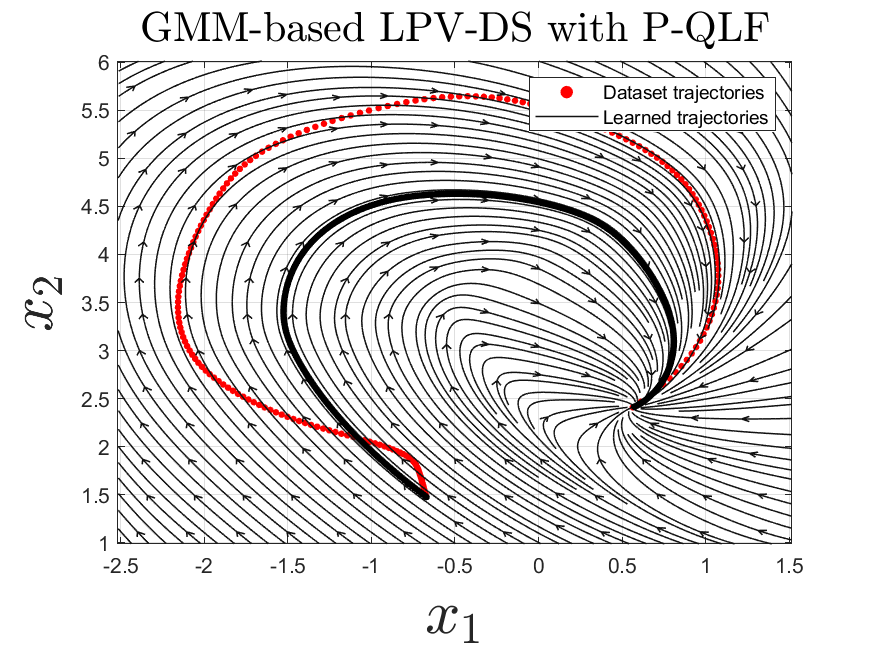 GMM-based LPV-DS with P-QLF
Dataset trajectories
Learned trajectories
6
5.5
5
4.5
4
3.5
3
2.5
2
1.5
1
x2
-2.5 -2 -1.5 -1 -0.5 0 0.5 1 1.5
x1